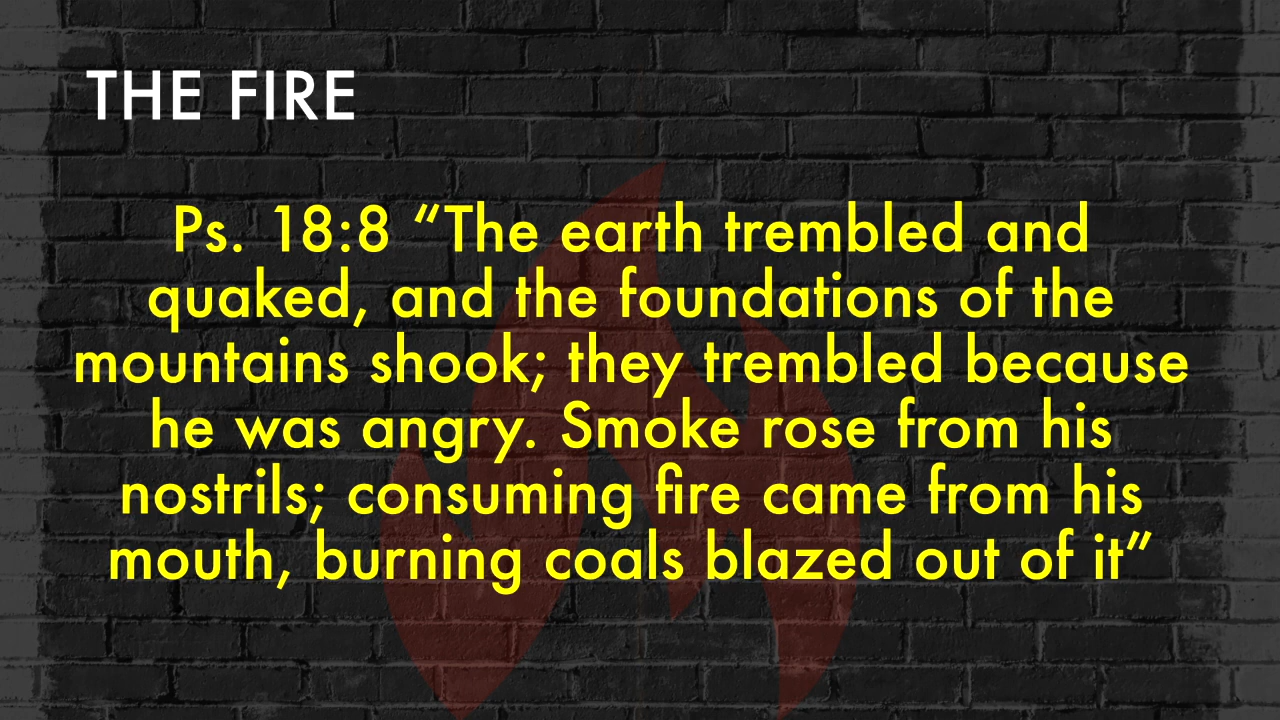 THE FIRE
Ps. 18:8 “The earth trembled and
quaked, and the foundations of the
mountains shook; they trembled because
he was angry. Smoke rose from his
nostrils; consuming fire came from his
mouth, burning coals blazed out of it”